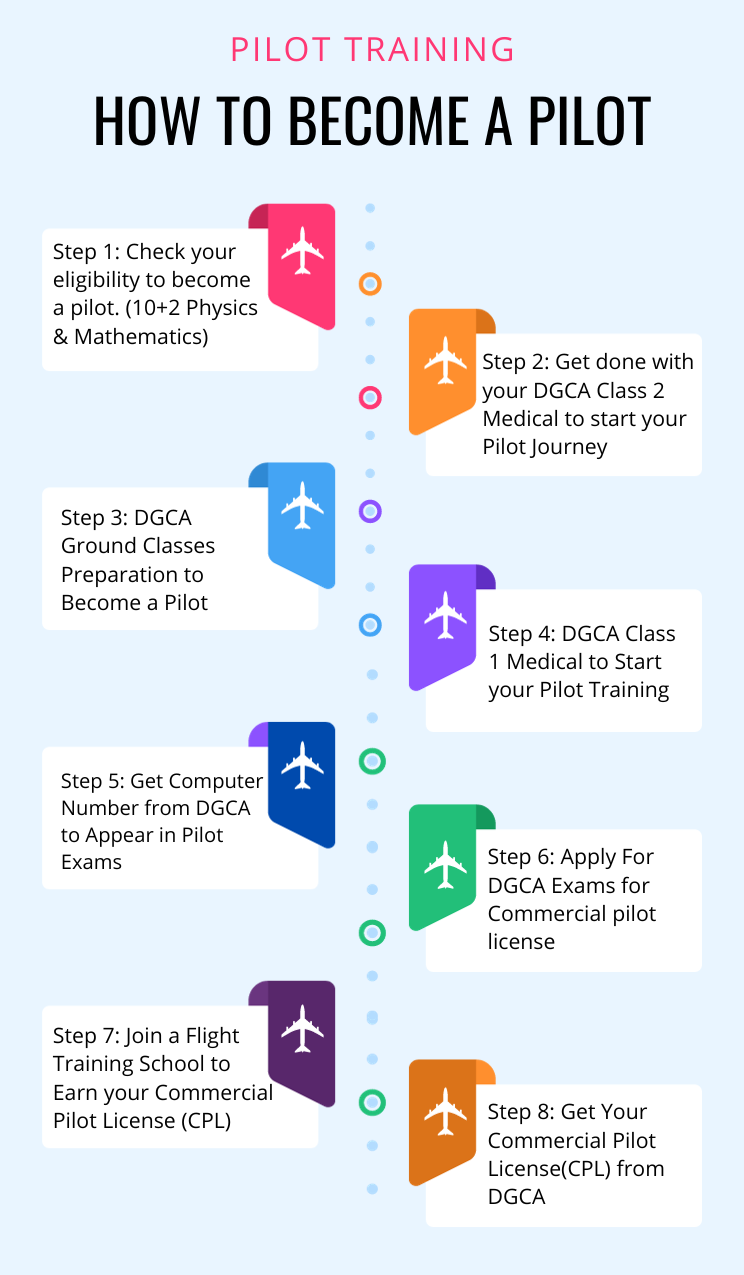 PILOT TRAINING
HOW TO BECOME A PILOT
Step 1: Check your
eligibility to become
a pilot. (10+2 Physics
& Mathematics)
Step 2: Get done with
your DGCA Class 2
Medical to start your
Pilot Journey
Step 3: DGCA
Ground Classes
Preparation to
Become a Pilot
Step 4: DGCA Class
1 Medical to Start
your Pilot Training
Step 5: Get Computer
Number from DGCA
to Appear in Pilot
Exams
Step 6: Apply For
DGCA Exams for
Commercial pilot
license
Step 7: Join a Flight
Training School to
Earn your Commercial
Pilot License (CPL)
Step 8: Get Your
Commercial Pilot
License(CPL) from
DGCA